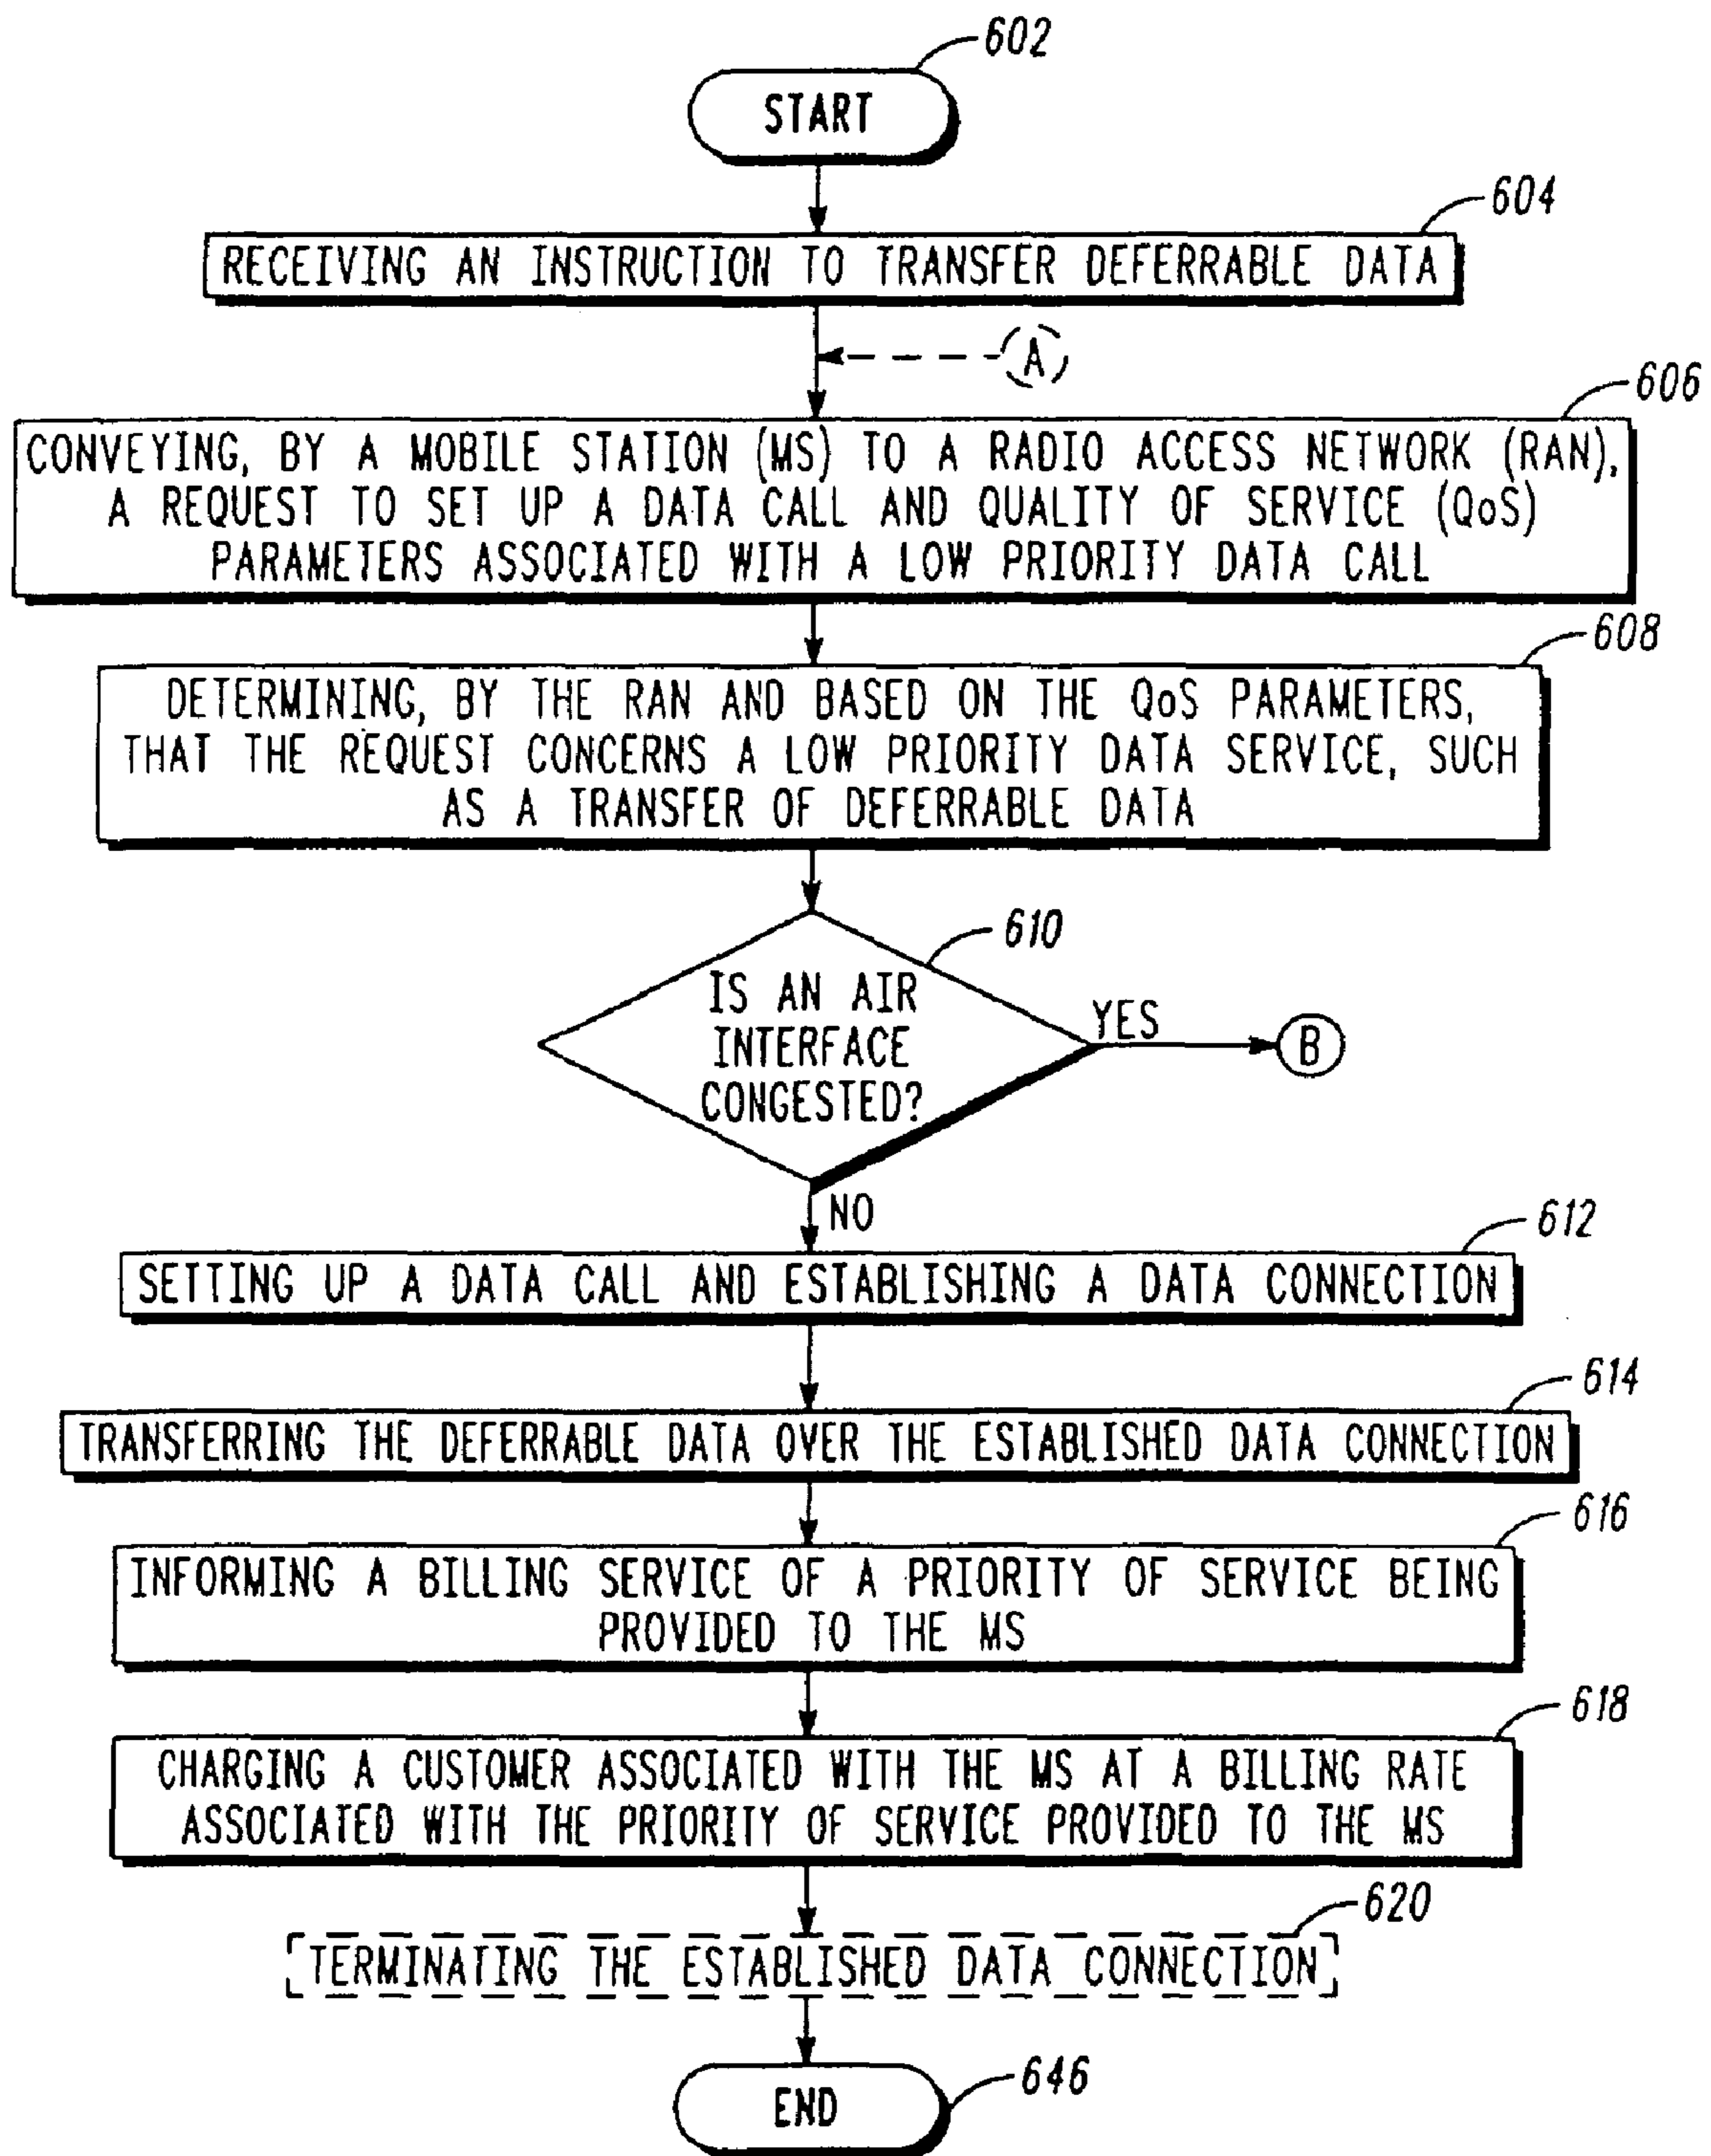 602
START
604
RECEIVING AN INSTRUCTION TO TRANSFER DEFERRABLE DATA
A
606
CONVEYING, BY A MOBILE STATION (MS) TO A RADIO ACCESS NETWORK (RAN),
A REQUEST TO SET UP A DATA CALL AND QUALITY OF SERVICE (QoS)
PARAMETERS ASSOCIATED WITH A LOW PRIORITY DATA CALL
608
DETERMINING, BY THE RAN AND BASED ON THE QoS PARAMETERS,
THAT THE REQUEST CONCERNS A LOW PRIORITY DATA SERVICE, SUCH
AS A TRANSFER OF DEFERRABLE DATA
610
IS AN AIR
INTERFACE
CONGESTED?
YES
B
NO
612
SETTING UP A DATA CALL AND ESTABLISHING A DATA CONNECTION
614
TRANSFERRING THE DEFERRABLE DATA OVER THE ESTABLISHED DATA CONNECTION
616
INFORMING A BILLING SERVICE OF A PRIORITY OF SERVICE BEING
PROVIDED TO THE MS
618
CHARGING A CUSTOMER ASSOCIATED WITH THE MS AT A BILLING RATE
ASSOCIATED WITH THE PRIORITY OF SERVICE PROVIDED TO THE MS
620
TERMINATING THE ESTABLISHED DATA CONNECTION
646
END